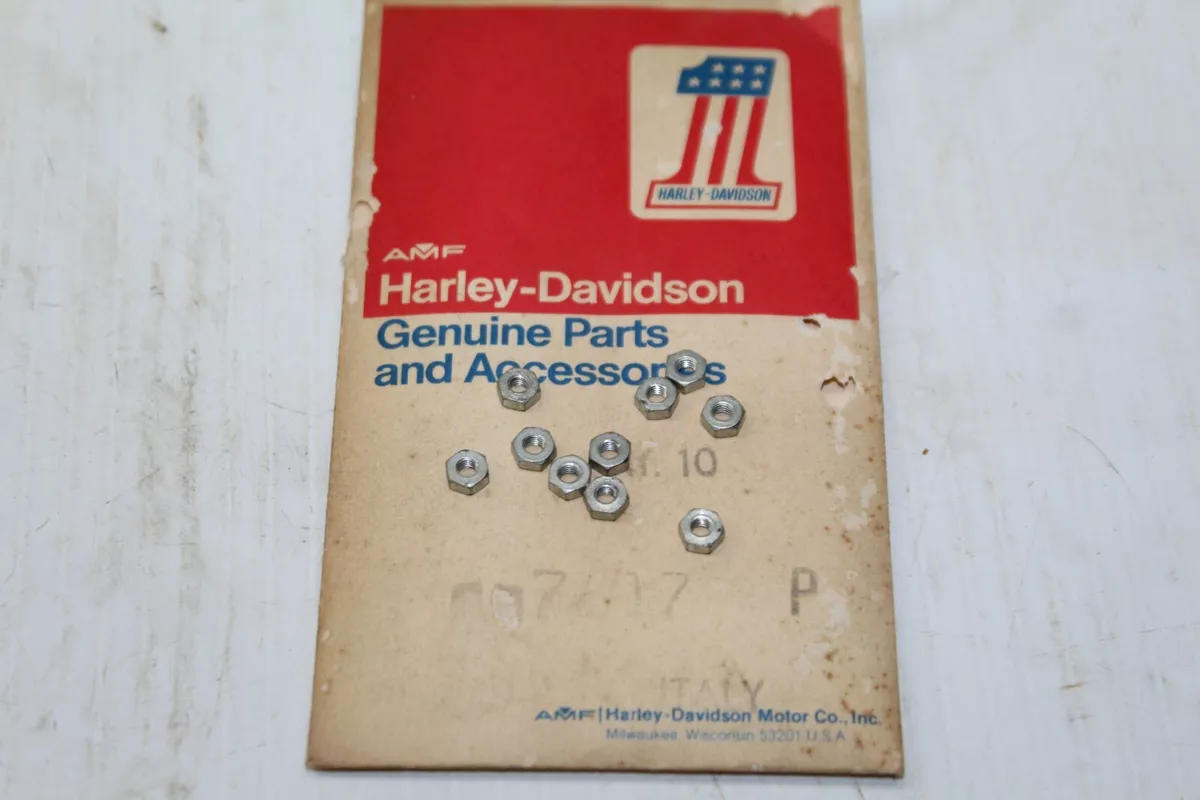 HARLEY-DAVIDSON
AMF
Harley-Davidson
Genuine Parts
and Accessories
10
P
ITALY
AMF | Harley-Davidson Motor Co., Inc.
Milwaukee, Wisconsin 53201 U.S.A.